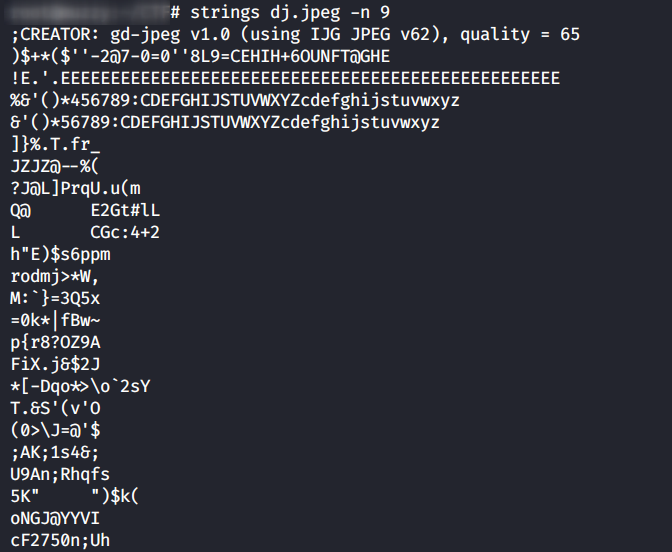 # strings dj.jpeg -n 9
;CREATOR: gd-jpeg v1.0 (using IJG JPEG v62), quality = 65
)$+*($''-2@7-0=0''8L9=CEHIH+6OUNFT@GHE
!E.'.EEEEEEEEEEEEEEEEEEEEEEEEEEEEEEEEEEEEEEEEEEEEEEEEEE
%&'()*456789:CDEFGHIJSTUVWXYZcdefghijstuvwxyz
&'()*56789:CDEFGHIJSTUVWXYZcdefghijstuvwxyz
]}%.T.fr_
JZJZ@--%(
?J@L]PrqU.u(m
Q@      E2Gt#lL
L       CGc:4+2
h"E)$s6ppm
rodmj>*W,
M:`}=3Q5x
=0k*|fBw~
p{r8?OZ9A
FiX.j&$2J
*[-Dqo*>\o`2sY
T.&S'(v'O
(0>\J=@'$
;AK;1s4&;
U9An;Rhqfs
5K"     ")$k(
oNGJ@YYVI
cF2750n;Uh